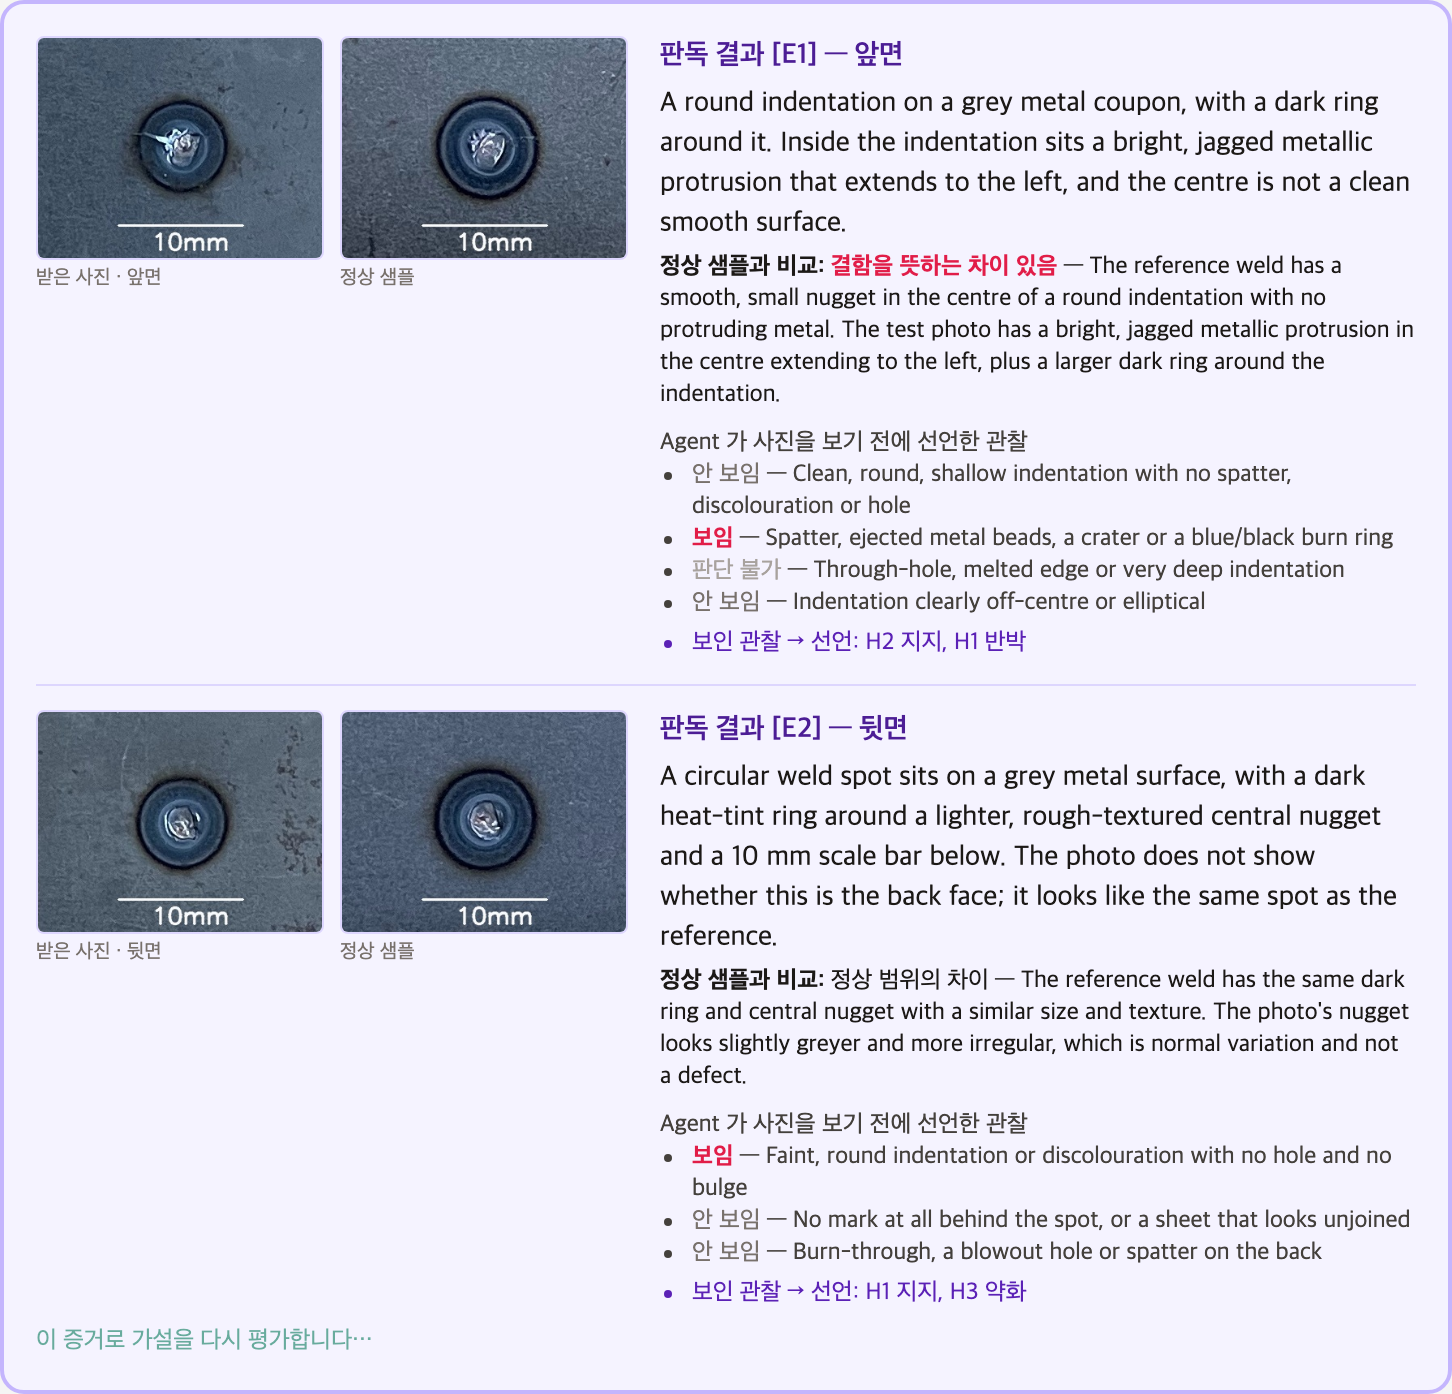 10mm
받은 사진 · 앞면
10mm
정상 샘플
판독 결과 [E1] — 앞면
A round indentation on a grey metal coupon, with a dark ring
around it. Inside the indentation sits a bright, jagged metallic
protrusion that extends to the left, and the centre is not a clean
smooth surface.
정상 샘플과 비교: 결함을 뜻하는 차이 있음 — The reference weld has a
smooth, small nugget in the centre of a round indentation with no
protruding metal. The test photo has a bright, jagged metallic protrusion in
the centre extending to the left, plus a larger dark ring around the
indentation.
Agent 가 사진을 보기 전에 선언한 관찰
• 안 보임 — Clean, round, shallow indentation with no spatter,
discolouration or hole
• 보임 — Spatter, ejected metal beads, a crater or a blue/black burn ring
• 판단 불가 — Through-hole, melted edge or very deep indentation
• 안 보임 — Indentation clearly off-centre or elliptical
• 보인 관찰 → 선언: H2 지지, H1 반박
10mm
받은 사진 · 뒷면
10mm
정상 샘플
판독 결과 [E2] — 뒷면
A circular weld spot sits on a grey metal surface, with a dark
heat-tint ring around a lighter, rough-textured central nugget
and a 10 mm scale bar below. The photo does not show
whether this is the back face; it looks like the same spot as the
reference.
정상 샘플과 비교: 정상 범위의 차이 — The reference weld has the same dark
ring and central nugget with a similar size and texture. The photo's nugget
looks slightly greyer and more irregular, which is normal variation and not
a defect.
Agent 가 사진을 보기 전에 선언한 관찰
• 보임 — Faint, round indentation or discolouration with no hole and no
bulge
• 안 보임 — No mark at all behind the spot, or a sheet that looks unjoined
• 안 보임 — Burn-through, a blowout hole or spatter on the back
• 보인 관찰 → 선언: H1 지지, H3 약화
이 증거로 가설을 다시 평가합니다…